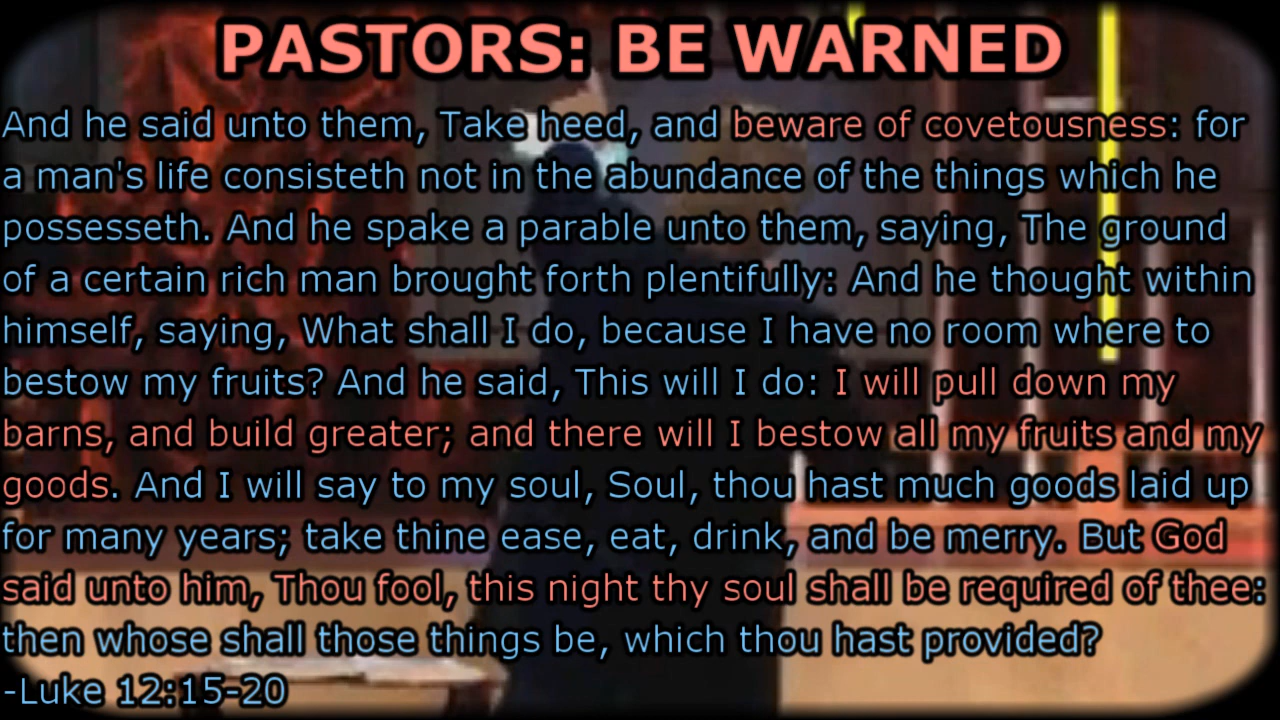 PASTORS: BE WARNED
And he said unto them, Take heed, and beware of covetousness: for
a man's life consisteth not in the abundance of the things which he
possesseth. And he spake a parable unto them, saying, The ground
of a certain rich man brought forth plentifully: And he thought within
himself, saying, What shall I do, because I have no room where to
bestow my fruits? And he said, This will I do: I will pull down my
barns, and build greater; and there will I bestow all my fruits and my
goods. And I will say to my soul, Soul, thou hast much goods laid up
for many years; take thine ease, eat, drink, and be merry. But God
said unto him, Thou fool, this night thy soul shall be required of thee:
then whose shall those things be, which thou hast provided?
-Luke 12:15-20